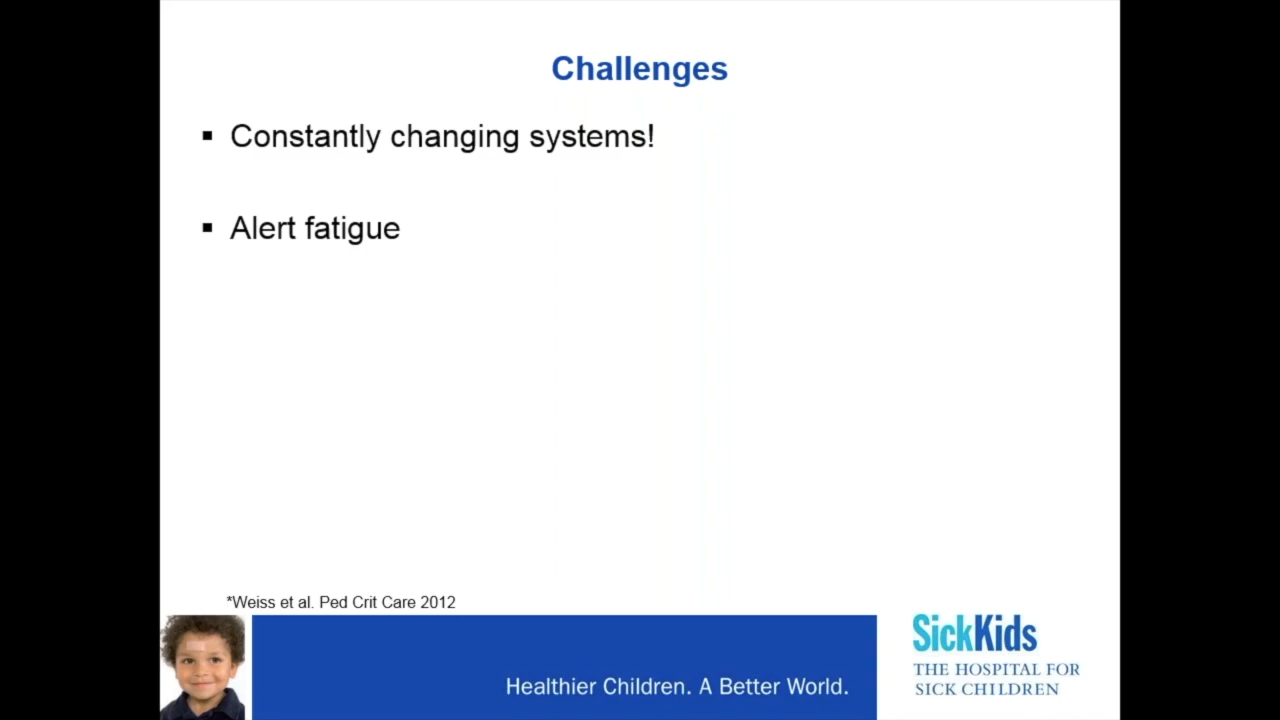 Challenges
▪ Constantly changing systems!
▪ Alert fatigue
*Weiss et al. Ped Crit Care 2012
Healthier Children. A Better World.
SickKids
THE HOSPITAL FOR
SICK CHILDREN